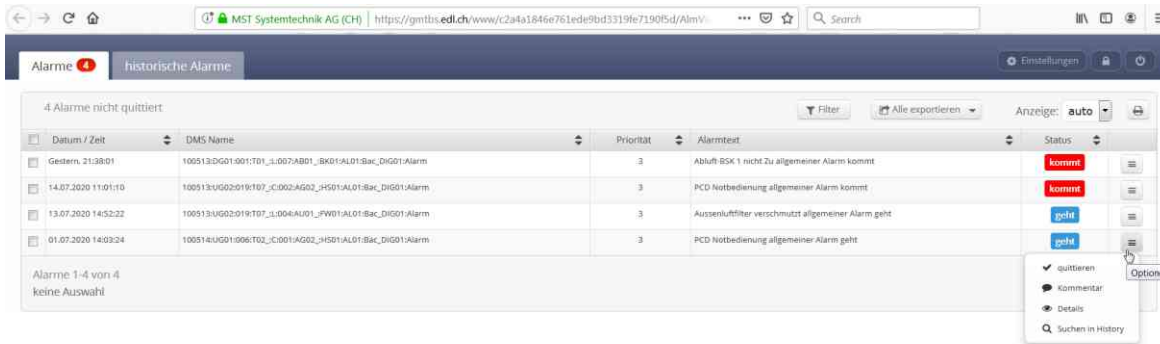 MST Systemtechnik AG (CH) https://gmtbs.edl.ch/www/c2a4a1846e761ede9bd3319fe7190f5d/AlmV Search
Alarme 4 historische Alarme Einstellungen
4 Alarme nicht quittiert Filter Alle exportieren Anzeige: auto
Datum / Zeit DMS Name Priorität Alarmtext Status
Gestern, 21:38:01 100513:DG01:001:T01_:L:007:AB01_:BK01:AL01:Bac_DIG01:Alarm 3 Abluft-BSK 1 nicht Zu allgemeiner Alarm kommt kommt
14.07.2020 11:01:10 100513:UG02:019:T07_:C:002:AG02_:HS01:AL01:Bac_DIG01:Alarm 3 PCD Notbedienung allgemeiner Alarm kommt kommt
13.07.2020 14:52:22 100513:UG02:019:T07_:L:004:AU01_:FW01:AL01:Bac_DIG01:Alarm 3 Aussenluftfilter verschmutzt allgemeiner Alarm geht geht
01.07.2020 14:03:24 100514:UG01:006:T02_:C:001:AG02_:HS01:AL01:Bac_DIG01:Alarm 3 PCD Notbedienung allgemeiner Alarm geht geht
Alarme 1-4 von 4
keine Auswahl
quittieren
Option
Kommentar
Details
Suchen in History